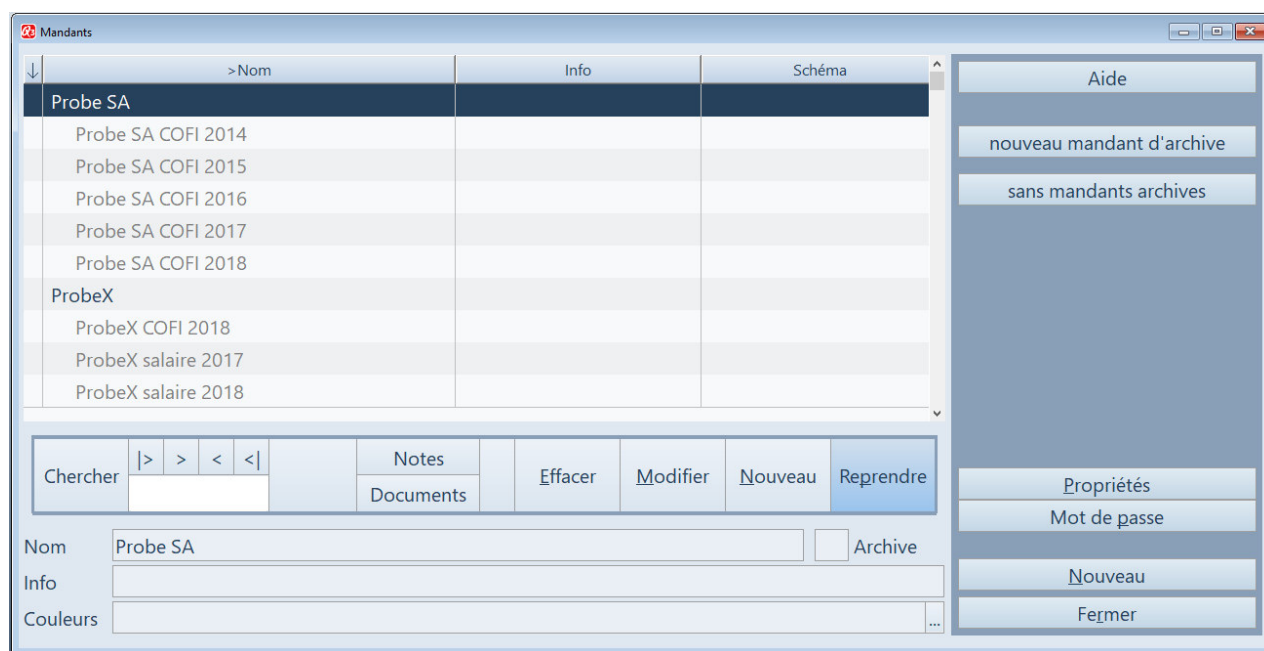 Mandants
>Nom Info Schéma
Probe SA
Probe SA COFI 2014
Probe SA COFI 2015
Probe SA COFI 2016
Probe SA COFI 2017
Probe SA COFI 2018
ProbeX
ProbeX COFI 2018
ProbeX salaire 2017
ProbeX salaire 2018
Chercher |> > < <| Notes Documents Effacer Modifier Nouveau Reprendre
Nom Probe SA Archive
Info
Couleurs ...
Aide
nouveau mandant d'archive
sans mandants archives
Propriétés
Mot de passe
Nouveau
Fermer